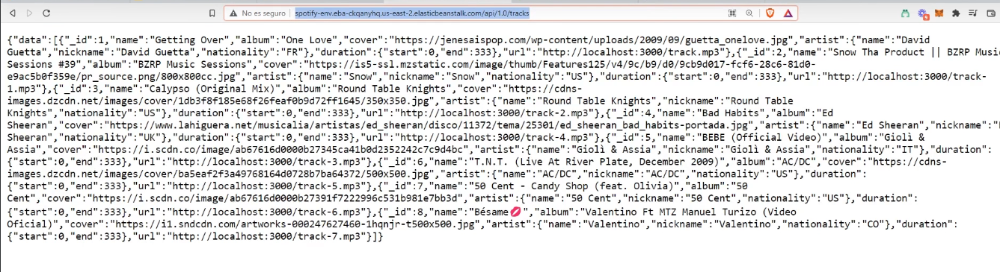 No es seguro spotify-env.eba-ckqanyhq.us-east-2.elasticbeanstalk.com/api/1.0/tracks
{"data":[{"_id":1,"name":"Getting Over","album":"One Love","cover":"https://jenesaispop.com/wp-content/uploads/2009/09/guetta_onelove.jpg","artist":{"name":"David
Guetta","nickname":"David Guetta","nationality":"FR"},"duration":{"start":0,"end":333},"url":"http://localhost:3000/track.mp3"},{"_id":2,"name":"Snow Tha Product || BZRP Music
Sessions #39","album":"BZRP Music Sessions","cover":"https://is5-ssl.mzstatic.com/image/thumb/Features125/v4/9c/b9/d0/9cb9d017-fcf6-28c6-81d0-
e9ac5b0f359e/pr_source.png/800x800cc.jpg","artist":{"name":"Snow","nickname":"Snow","nationality":"US"},"duration":{"start":0,"end":333},"url":"http://localhost:3000/track-
1.mp3"},{"_id":3,"name":"Calypso (Original Mix)","album":"Round Table Knights","cover":"https://cdns-
images.dzcdn.net/images/cover/1db3f8f185e68f26feaf0b9d72ff1645/350x350.jpg","artist":{"name":"Round Table Knights","nickname":"Round Table
Knights","nationality":"US"},"duration":{"start":0,"end":333},"url":"http://localhost:3000/track-2.mp3"},{"_id":4,"name":"Bad Habits","album":"Ed
Sheeran","cover":"https://www.lahiguera.net/musicalia/artistas/ed_sheeran/disco/11372/tema/25301/ed_sheeran_bad_habits-portada.jpg","artist":{"name":"Ed Sheeran","nickname":"
Sheeran","nationality":"UK"},"duration":{"start":0,"end":333},"url":"http://localhost:3000/track-4.mp3"},{"_id":5,"name":"BEBE (Official Video)","album":"Giolì &
Assia","cover":"https://i.scdn.co/image/ab67616d0000b27345ca41b0d2352242c7c9d4bc","artist":{"name":"Giolì & Assia","nickname":"Giolì & Assia","nationality":"IT"},"duration":
{"start":0,"end":333},"url":"http://localhost:3000/track-3.mp3"},{"_id":6,"name":"T.N.T. (Live At River Plate, December 2009)","album":"AC/DC","cover":"https://cdns-
images.dzcdn.net/images/cover/ba5eaf2f3a49768164d0728b7ba64372/500x500.jpg","artist":{"name":"AC/DC","nickname":"AC/DC","nationality":"US"},"duration":
{"start":0,"end":333},"url":"http://localhost:3000/track-5.mp3"},{"_id":7,"name":"50 Cent - Candy Shop (feat. Olivia)","album":"50
Cent","cover":"https://i.scdn.co/image/ab67616d0000b27391f7222996c531b981e7bb3d","artist":{"name":"50 Cent","nickname":"50 Cent","nationality":"US"},"duration":
{"start":0,"end":333},"url":"http://localhost:3000/track-6.mp3"},{"_id":8,"name":"Bésame💋","album":"Valentino Ft MTZ Manuel Turizo (Video
Oficial)","cover":"https://i1.sndcdn.com/artworks-000247627460-1hqnjr-t500x500.jpg","artist":{"name":"Valentino","nickname":"Valentino","nationality":"CO"},"duration":
{"start":0,"end":333},"url":"http://localhost:3000/track-7.mp3"}]}